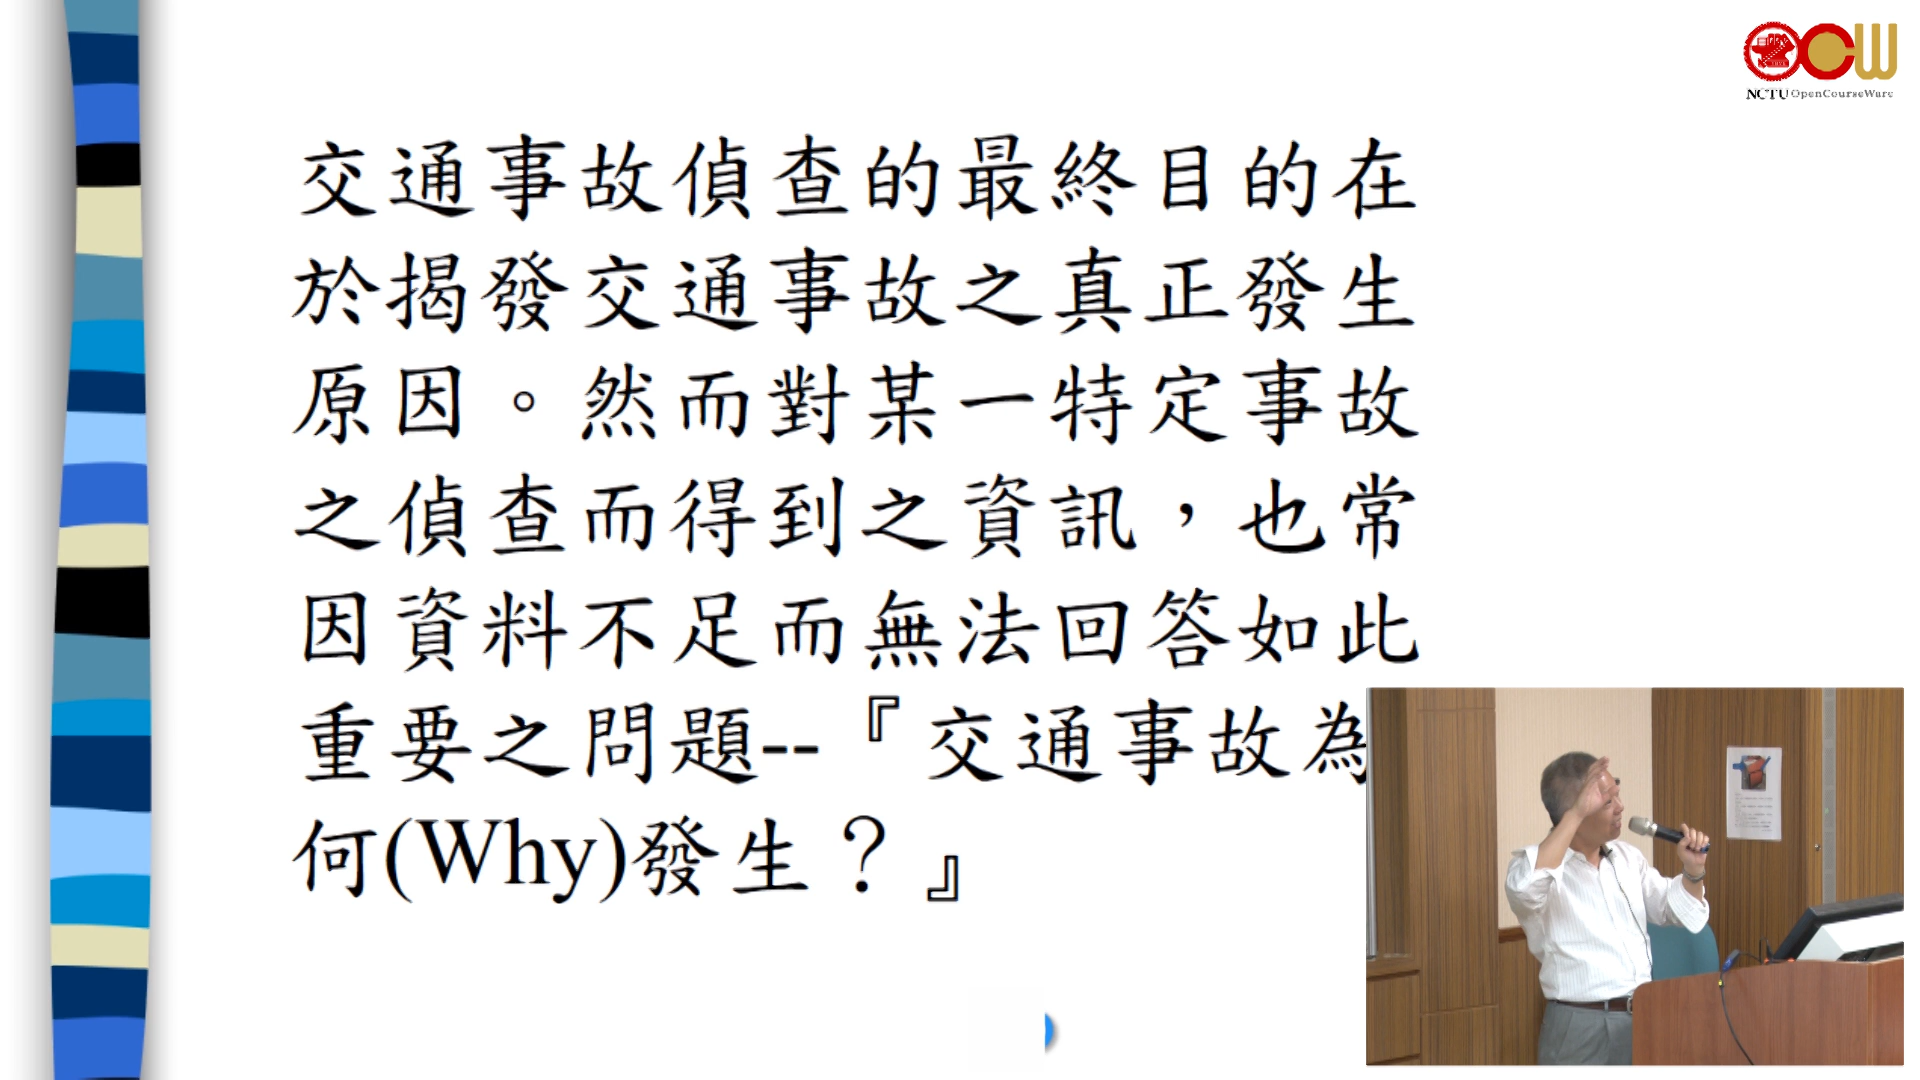 NCTU OpenCourseWare
交通事故偵查的最終目的在
於揭發交通事故之真正發生
原因。然而對某一特定事故
之偵查而得到之資訊，也常
因資料不足而無法回答如此
重要之問題--『交通事故為
何(Why)發生？』